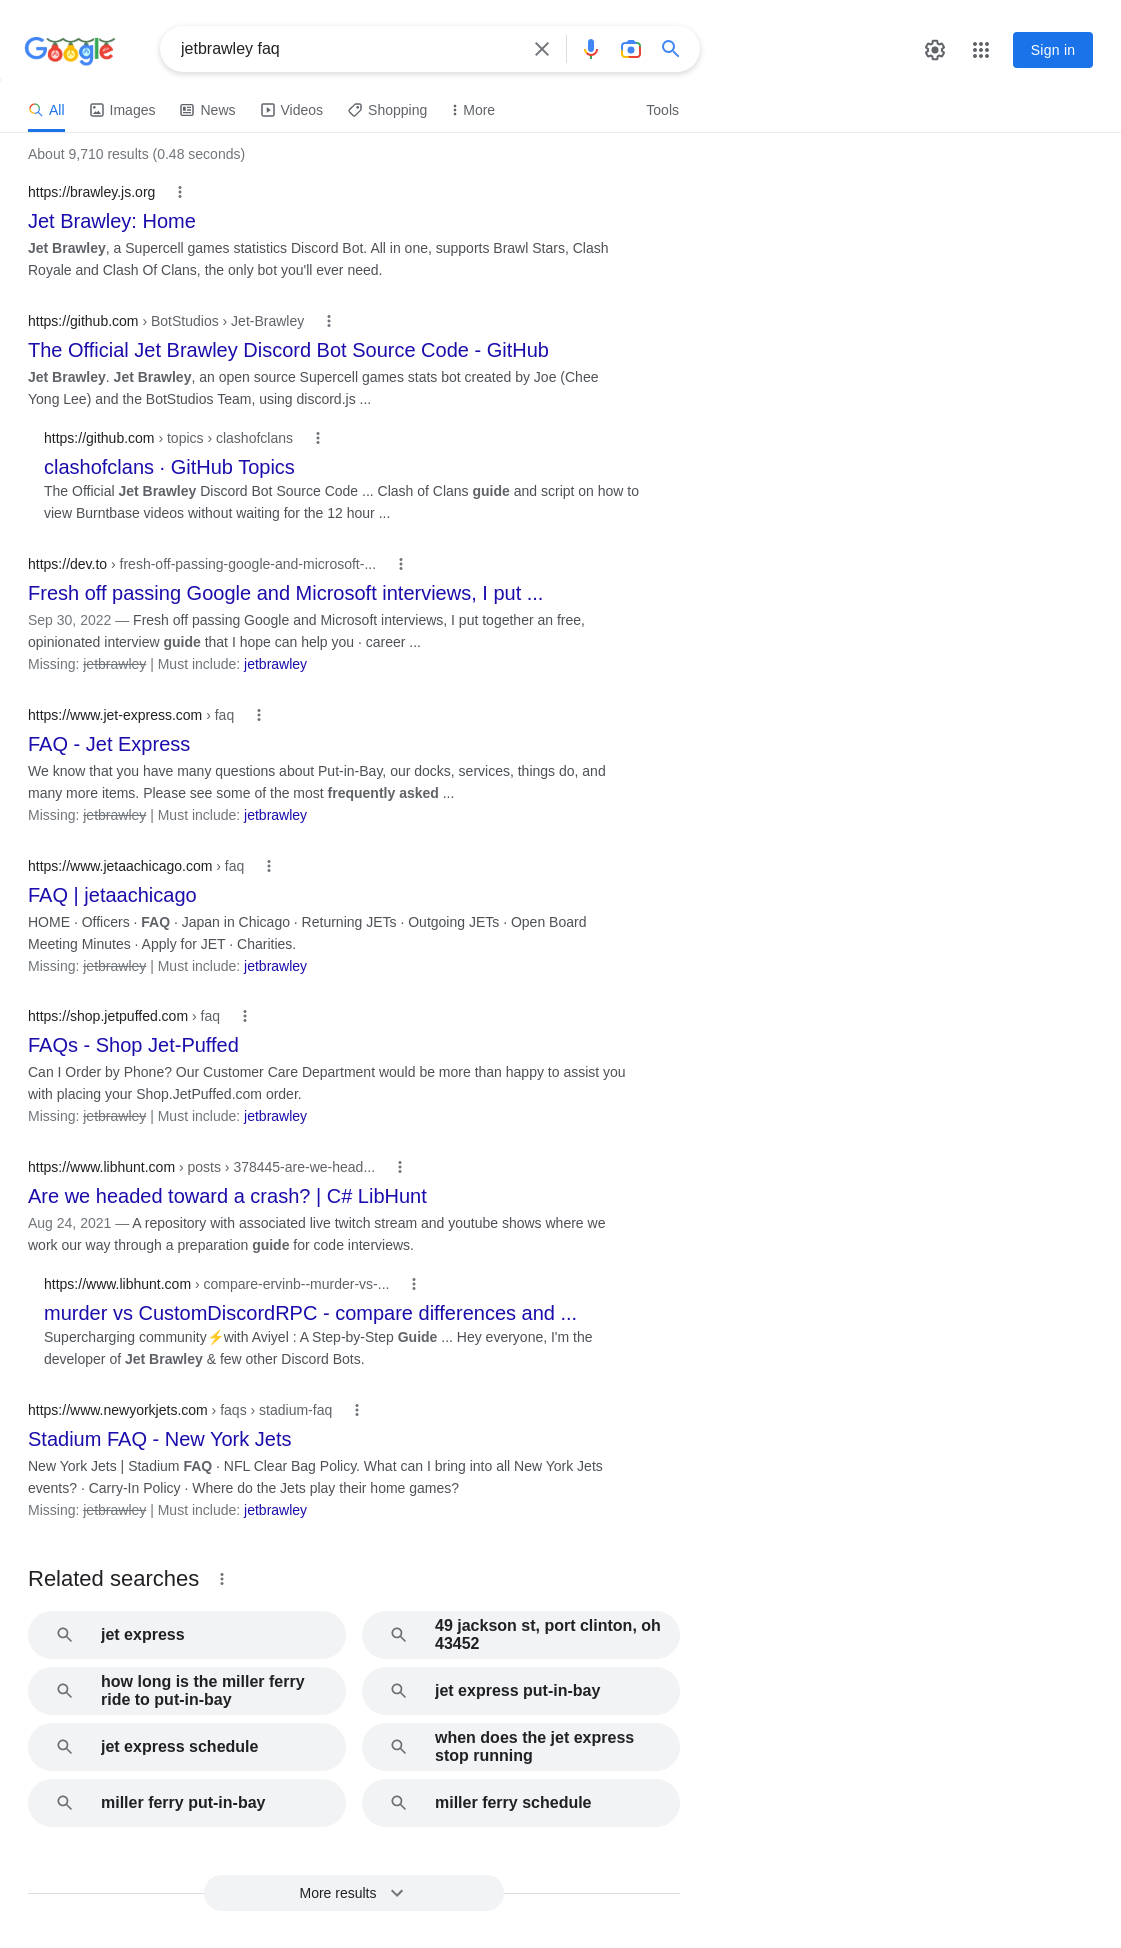 Google
jetbrawley faq
Sign in
All
Images
News
Videos
Shopping
More
Tools
About 9,710 results (0.48 seconds)
https://brawley.js.org
Jet Brawley: Home
Jet Brawley, a Supercell games statistics Discord Bot. All in one, supports Brawl Stars, Clash
Royale and Clash Of Clans, the only bot you'll ever need.
https://github.com › BotStudios › Jet-Brawley
The Official Jet Brawley Discord Bot Source Code - GitHub
Jet Brawley. Jet Brawley, an open source Supercell games stats bot created by Joe (Chee
Yong Lee) and the BotStudios Team, using discord.js ...
https://github.com › topics › clashofclans
clashofclans · GitHub Topics
The Official Jet Brawley Discord Bot Source Code ... Clash of Clans guide and script on how to
view Burntbase videos without waiting for the 12 hour ...
https://dev.to › fresh-off-passing-google-and-microsoft-...
Fresh off passing Google and Microsoft interviews, I put ...
Sep 30, 2022 — Fresh off passing Google and Microsoft interviews, I put together an free,
opinionated interview guide that I hope can help you · career ...
Missing: jetbrawley | Must include: jetbrawley
https://www.jet-express.com › faq
FAQ - Jet Express
We know that you have many questions about Put-in-Bay, our docks, services, things do, and
many more items. Please see some of the most frequently asked ...
Missing: jetbrawley | Must include: jetbrawley
https://www.jetaachicago.com › faq
FAQ | jetaachicago
HOME · Officers · FAQ · Japan in Chicago · Returning JETs · Outgoing JETs · Open Board
Meeting Minutes · Apply for JET · Charities.
Missing: jetbrawley | Must include: jetbrawley
https://shop.jetpuffed.com › faq
FAQs - Shop Jet-Puffed
Can I Order by Phone? Our Customer Care Department would be more than happy to assist you
with placing your Shop.JetPuffed.com order.
Missing: jetbrawley | Must include: jetbrawley
https://www.libhunt.com › posts › 378445-are-we-head...
Are we headed toward a crash? | C# LibHunt
Aug 24, 2021 — A repository with associated live twitch stream and youtube shows where we
work our way through a preparation guide for code interviews.
https://www.libhunt.com › compare-ervinb--murder-vs-...
murder vs CustomDiscordRPC - compare differences and ...
Supercharging community⚡with Aviyel : A Step-by-Step Guide ... Hey everyone, I'm the
developer of Jet Brawley & few other Discord Bots.
https://www.newyorkjets.com › faqs › stadium-faq
Stadium FAQ - New York Jets
New York Jets | Stadium FAQ · NFL Clear Bag Policy. What can I bring into all New York Jets
events? · Carry-In Policy · Where do the Jets play their home games?
Missing: jetbrawley | Must include: jetbrawley
Related searches
jet express
49 jackson st, port clinton, oh
43452
how long is the miller ferry
ride to put-in-bay
jet express put-in-bay
jet express schedule
when does the jet express
stop running
miller ferry put-in-bay
miller ferry schedule
More results